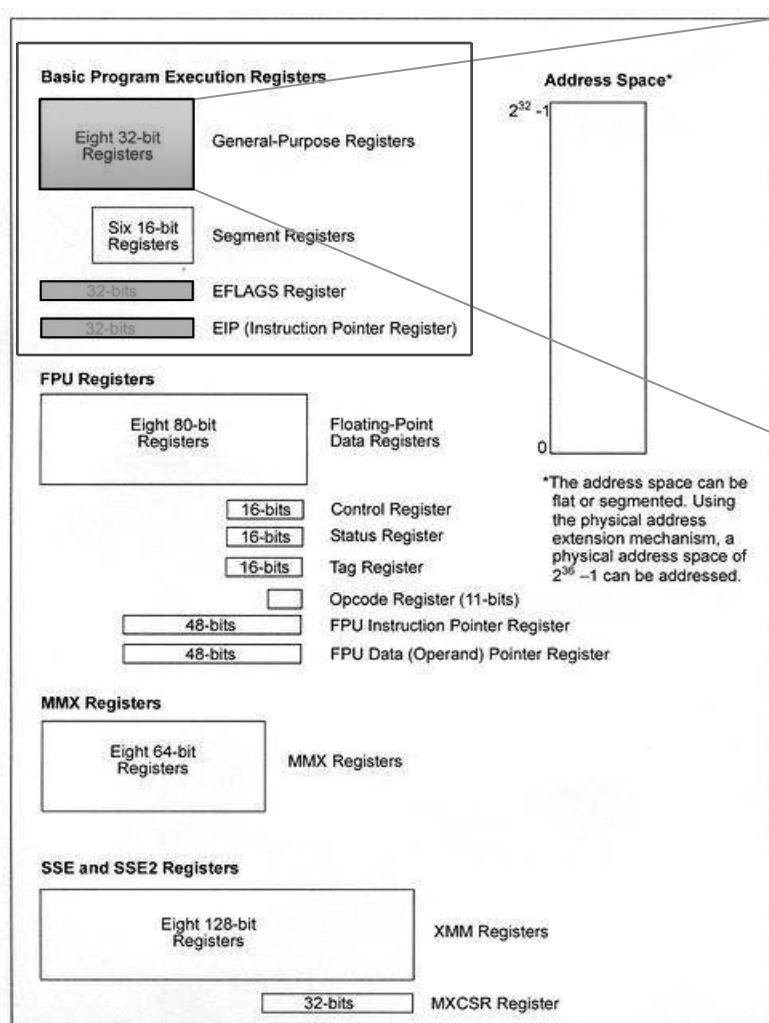 Basic Program Execution Registers
Eight 32-bit
Registers
General-Purpose Registers
Six 16-bit
Registers
Segment Registers
32-bits
EFLAGS Register
32-bits
EIP (Instruction Pointer Register)
FPU Registers
Eight 80-bit
Registers
Floating-Point
Data Registers
16-bits
Control Register
16-bits
Status Register
16-bits
Tag Register
Opcode Register (11-bits)
48-bits
FPU Instruction Pointer Register
48-bits
FPU Data (Operand) Pointer Register
MMX Registers
Eight 64-bit
Registers
MMX Registers
SSE and SSE2 Registers
Eight 128-bit
Registers
XMM Registers
32-bits
MXCSR Register
Address Space*
2³² -1
0
*The address space can be
flat or segmented. Using
the physical address
extension mechanism, a
physical address space of
2³⁶ –1 can be addressed.